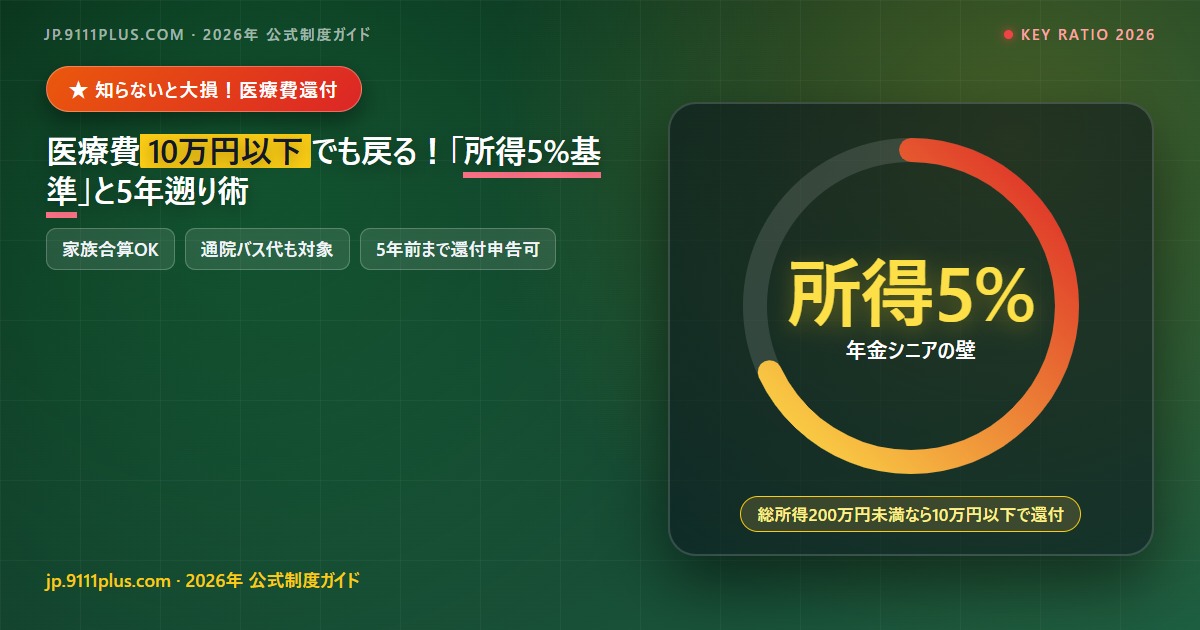 JP.9111PLUS.COM · 2026年 公式制度ガイド
KEY RATIO 2026
★ 知らないと大損！医療費還付
医療費10万円以下でも戻る！「所得5%基
準」と5年遡り術
家族合算OK
通院バス代も対象
5年前まで還付申告可
所得5%
年金シニアの壁
総所得200万円未満なら10万円以下で還付
jp.9111plus.com · 2026年 公式制度ガイド